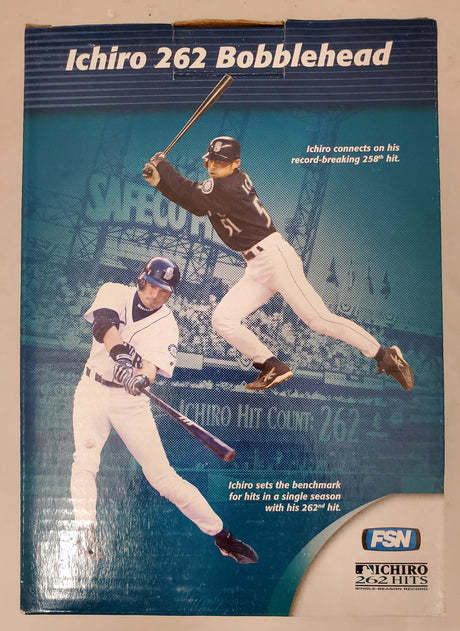 Ichiro 262 Bobblehead
Ichiro connects on his
record-breaking 258th hit.
SAFECO
51
ICHIRO HIT COUNT: 262
Ichiro sets the benchmark
for hits in a single season
with his 262nd hit.
FSN
ICHIRO
262 HITS
SINGLE-SEASON RECORD